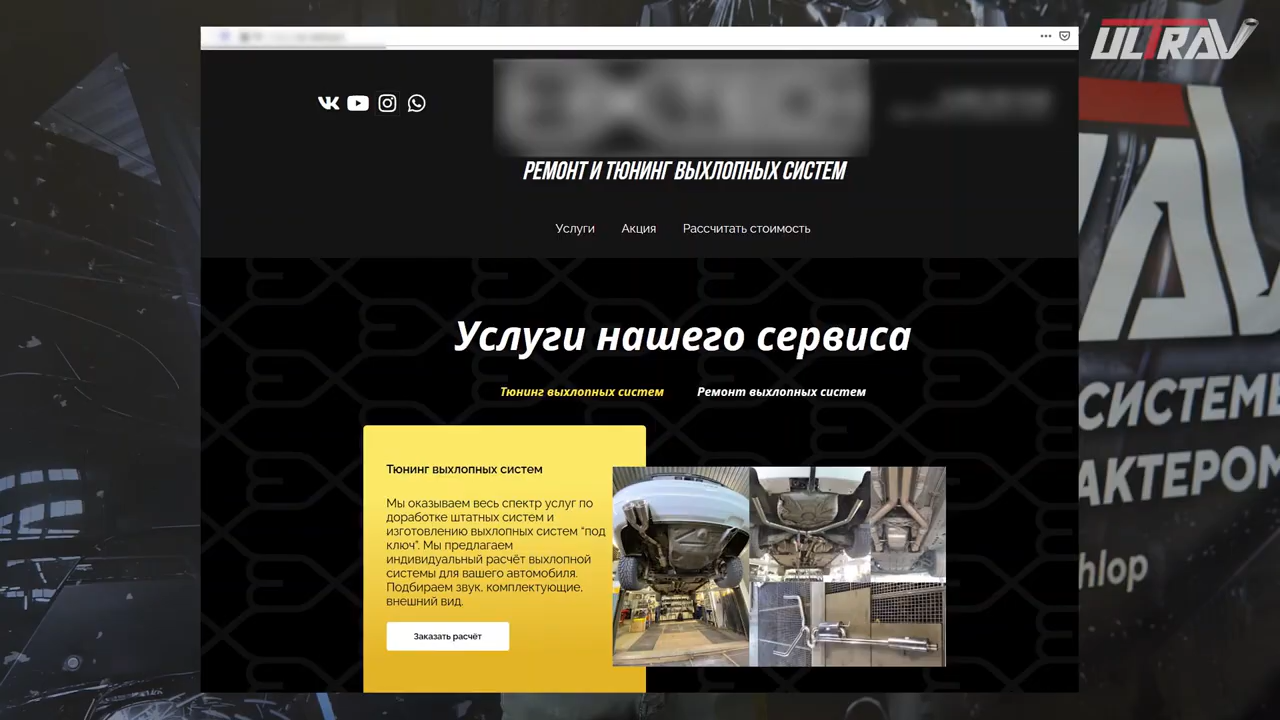 ULTRAV
РЕМОНТ И ТЮНИНГ ВЫХЛОПНЫХ СИСТЕМ
Услуги Акция Рассчитать стоимость
Услуги нашего сервиса
Тюнинг выхлопных систем Ремонт выхлопных систем
Тюнинг выхлопных систем
Мы оказываем весь спектр услуг по
доработке штатных систем и
изготовлению выхлопных систем “под
ключ”. Мы предлагаем
индивидуальный расчёт выхлопной
системы для вашего автомобиля.
Подбираем звук, комплектующие,
внешний вид.
Заказать расчёт
СИСТЕМЫ
АКТЕРОМ
hlop